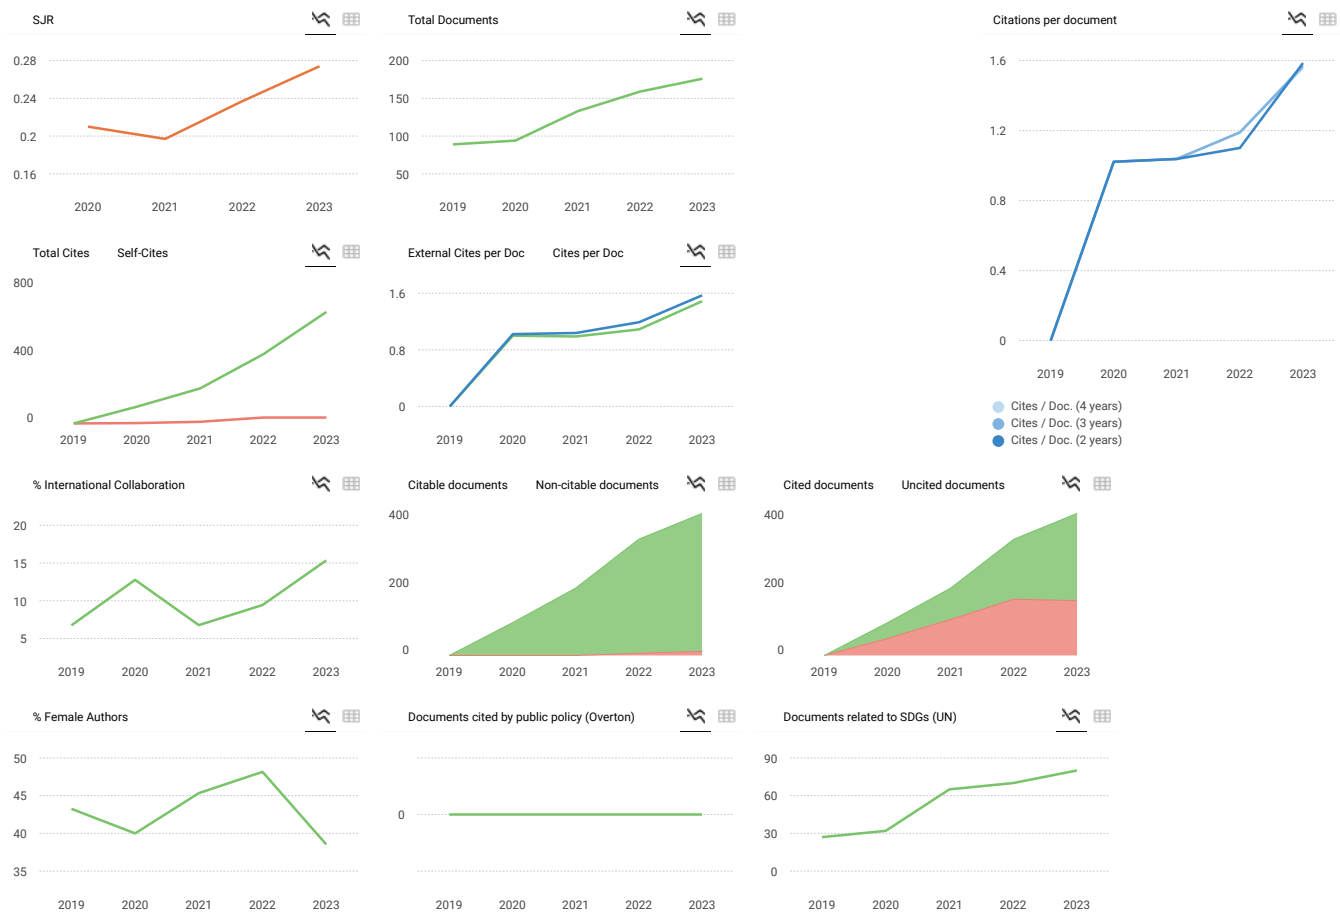 SJR
0.28
0.24
0.2
0.16
2020 2021 2022 2023
Total Documents
200
150
100
50
2019 2020 2021 2022 2023
Citations per document
1.6
1.2
0.8
0.4
0
2019 2020 2021 2022 2023
Cites / Doc. (4 years)
Cites / Doc. (3 years)
Cites / Doc. (2 years)
Total Cites Self-Cites
800
400
0
2019 2020 2021 2022 2023
External Cites per Doc Cites per Doc
1.6
0.8
0
2019 2020 2021 2022 2023
% International Collaboration
20
15
10
5
2019 2020 2021 2022 2023
Citable documents Non-citable documents
400
200
0
2019 2020 2021 2022 2023
Cited documents Uncited documents
400
200
0
2019 2020 2021 2022 2023
% Female Authors
50
45
40
35
2019 2020 2021 2022 2023
Documents cited by public policy (Overton)
0
2019 2020 2021 2022 2023
Documents related to SDGs (UN)
90
60
30
0
2019 2020 2021 2022 2023